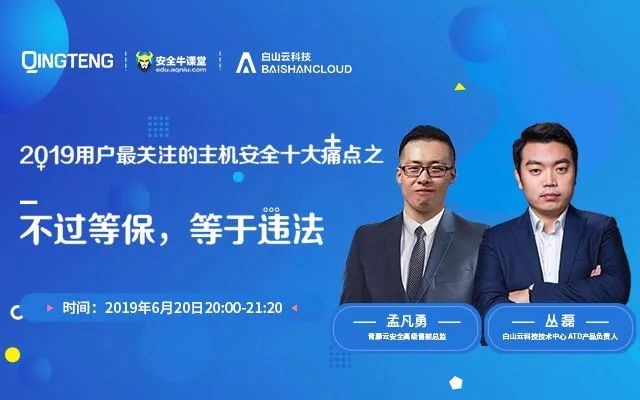 QINGTENG
安全牛课堂
edu.aqniu.com
白山云科技
BAISHANCLOUD
2019用户最关注的主机安全十大痛点之一
不过等保，等于违法
时间：2019年6月20日20:00-21:20
孟凡勇
青藤云安全高级售前总监
丛磊
白山云科技技术中心 ATD产品负责人